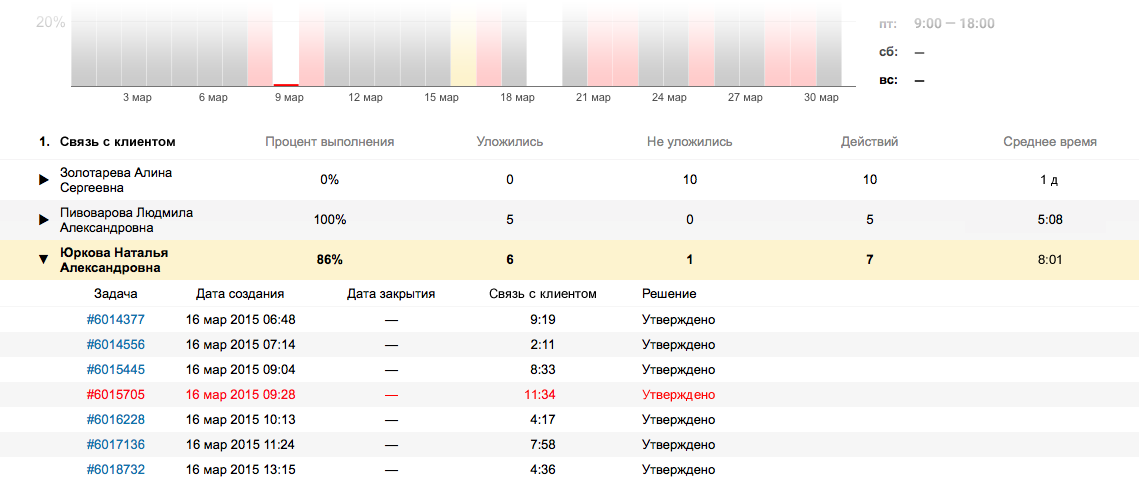 20%
пт: 9:00 — 18:00
сб: —
вс: —
3 мар 6 мар 9 мар 12 мар 15 мар 18 мар 21 мар 24 мар 27 мар 30 мар
1. Связь с клиентом Процент выполнения Уложились Не уложились Действий Среднее время
Золотарева Алина
Сергеевна 0% 0 10 10 1 д
Пивоварова Людмила
Александровна 100% 5 0 5 5:08
Юркова Наталья
Александровна 86% 6 1 7 8:01
Задача Дата создания Дата закрытия Связь с клиентом Решение
#6014377 16 мар 2015 06:48 — 9:19 Утверждено
#6014556 16 мар 2015 07:14 — 2:11 Утверждено
#6015445 16 мар 2015 09:04 — 8:33 Утверждено
#6015705 16 мар 2015 09:28 — 11:34 Утверждено
#6016228 16 мар 2015 10:13 — 4:17 Утверждено
#6017136 16 мар 2015 11:24 — 7:58 Утверждено
#6018732 16 мар 2015 13:15 — 4:36 Утверждено